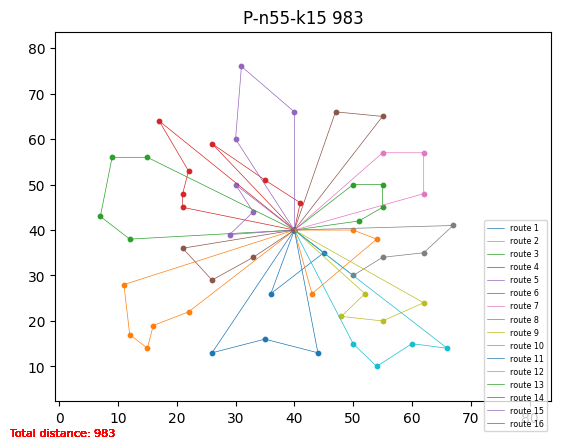 P-n55-k15 983
80
70
60
50
40
30
20
10
0 10 20 30 40 50 60 70 80
route 1
route 2
route 3
route 4
route 5
route 6
route 7
route 8
route 9
route 10
route 11
route 12
route 13
route 14
route 15
route 16
Total distance: 983